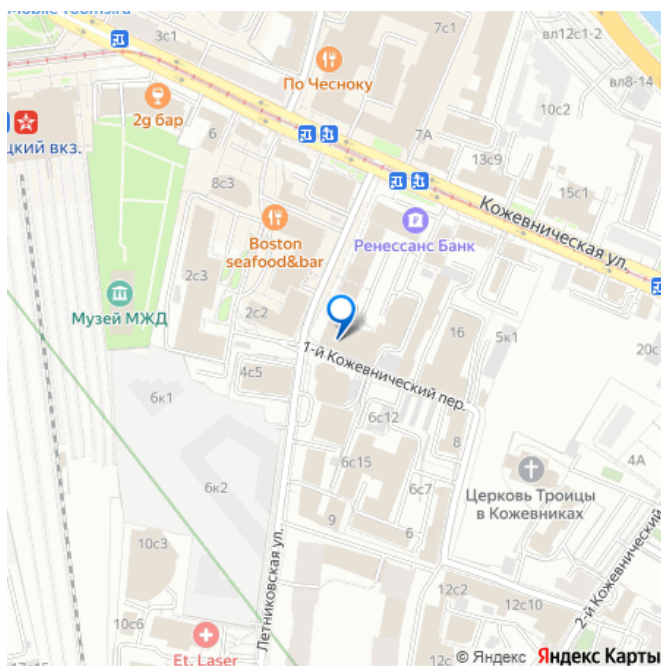 3с1
По Чесноку
7с1
вл12с1-2
вл8-14
10с2
2g бар
цкий вкз.
6
7А
13с9
8с3
15с1
Кожевническая ул.
Boston
seafood&bar
Ренессанс Банк
2с3
Музей МЖД
2с2
16
5к1
20с
1-й Кожевнический пер.
4с5
6к1
6с12
8
4А
6с15
Церковь Троицы
в Кожевниках
6к2
6с7
9
6
10с3
Летниковская ул.
2-й Кожевнический
12с2
12с10
10с6
Et. Laser
17с15
© Яндекс Яндекс Карты